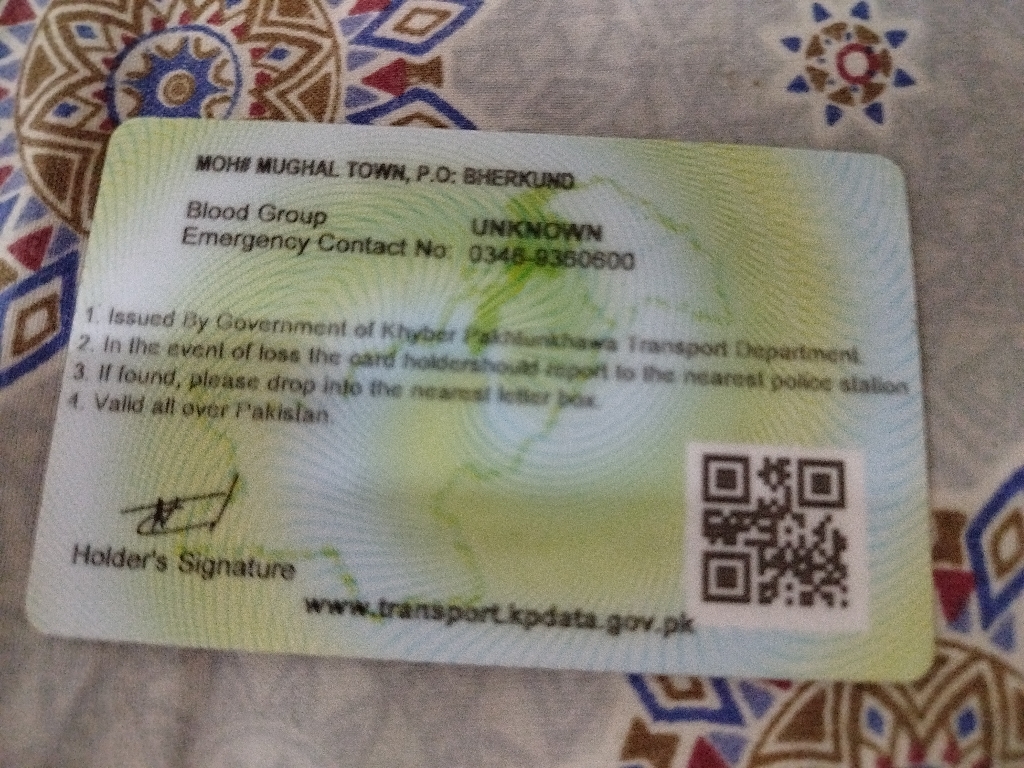 MOH# MUGHAL TOWN, P.O: BHERKUND
Blood Group UNKNOWN
Emergency Contact No: 0346-9360600
1. Issued By Government of Khyber Pakhtunkhawa Transport Department.
2. In the event of loss the card holdershould report to the nearest police station.
3. If found, please drop into the nearest letter box.
4. Valid all over Pakistan.
Holder's Signature
www.transport.kpdata.gov.pk